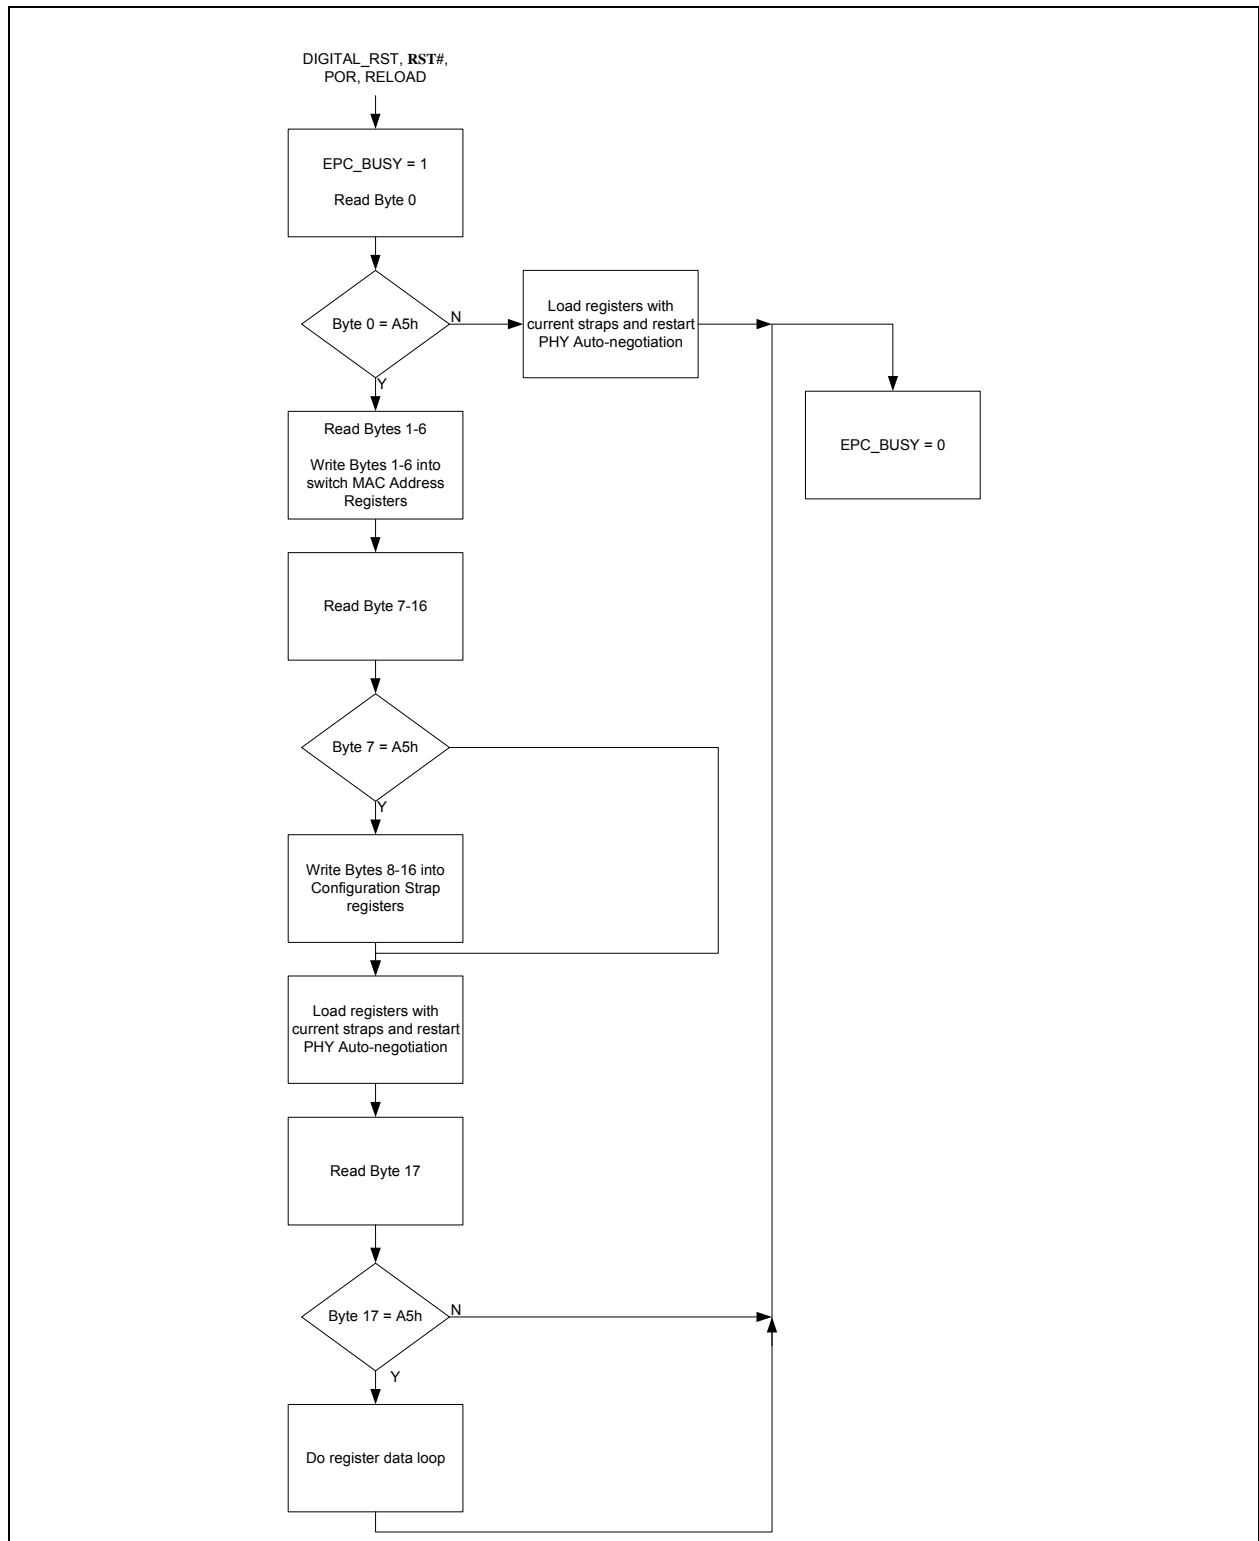 DIGITAL_RST, RST#,
POR, RELOAD
EPC_BUSY = 1
Read Byte 0
Byte 0 = A5h
N
Load registers with
current straps and restart
PHY Auto-negotiation
Y
EPC_BUSY = 0
Read Bytes 1-6
Write Bytes 1-6 into
switch MAC Address
Registers
Read Byte 7-16
Byte 7 = A5h
Y
Write Bytes 8-16 into
Configuration Strap
registers
Load registers with
current straps and restart
PHY Auto-negotiation
Read Byte 17
Byte 17 = A5h
N
Y
Do register data loop